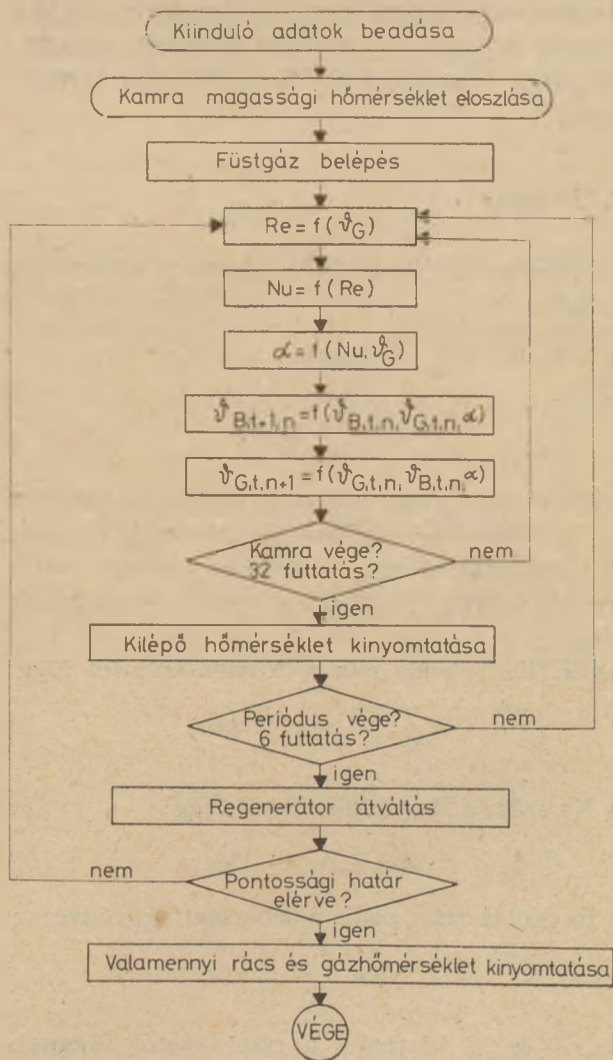 Kiinduló adatok beadása
Kamra magassági hőmérséklet eloszlása
Füstgáz belépés
Re = f(ϑG)
Nu = f(Re)
α = f(Nu,ϑG)
ϑB,t+1,n = f(ϑB,t,n, ϑG,t,n, α)
ϑG,t,n+1 = f(ϑG,t,n, ϑB,t,n, α)
Kamra vége?
32 futtatás?
nem
igen
Kilépő hőmérséklet kinyomtatása
Periódus vége?
6 futtatás?
nem
igen
Regenerátor átváltás
nem
Pontossági határ
elérve?
igen
Valamennyi rács és gázhőmérséklet kinyomtatása
VÉGE